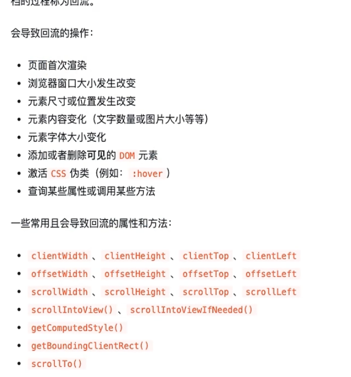 档的过程称为回流。
会导致回流的操作：
• 页面首次渲染
• 浏览器窗口大小发生改变
• 元素尺寸或位置发生改变
• 元素内容变化（文字数量或图片大小等等）
• 元素字体大小变化
• 添加或者删除可见的 DOM 元素
• 激活 CSS 伪类（例如： :hover ）
• 查询某些属性或调用某些方法
一些常用且会导致回流的属性和方法：
• clientWidth 、 clientHeight 、 clientTop 、 clientLeft
• offsetWidth 、 offsetHeight 、 offsetTop 、 offsetLeft
• scrollWidth 、 scrollHeight 、 scrollTop 、 scrollLeft
• scrollIntoView() 、 scrollIntoViewIfNeeded()
• getComputedStyle()
• getBoundingClientRect()
• scrollTo()